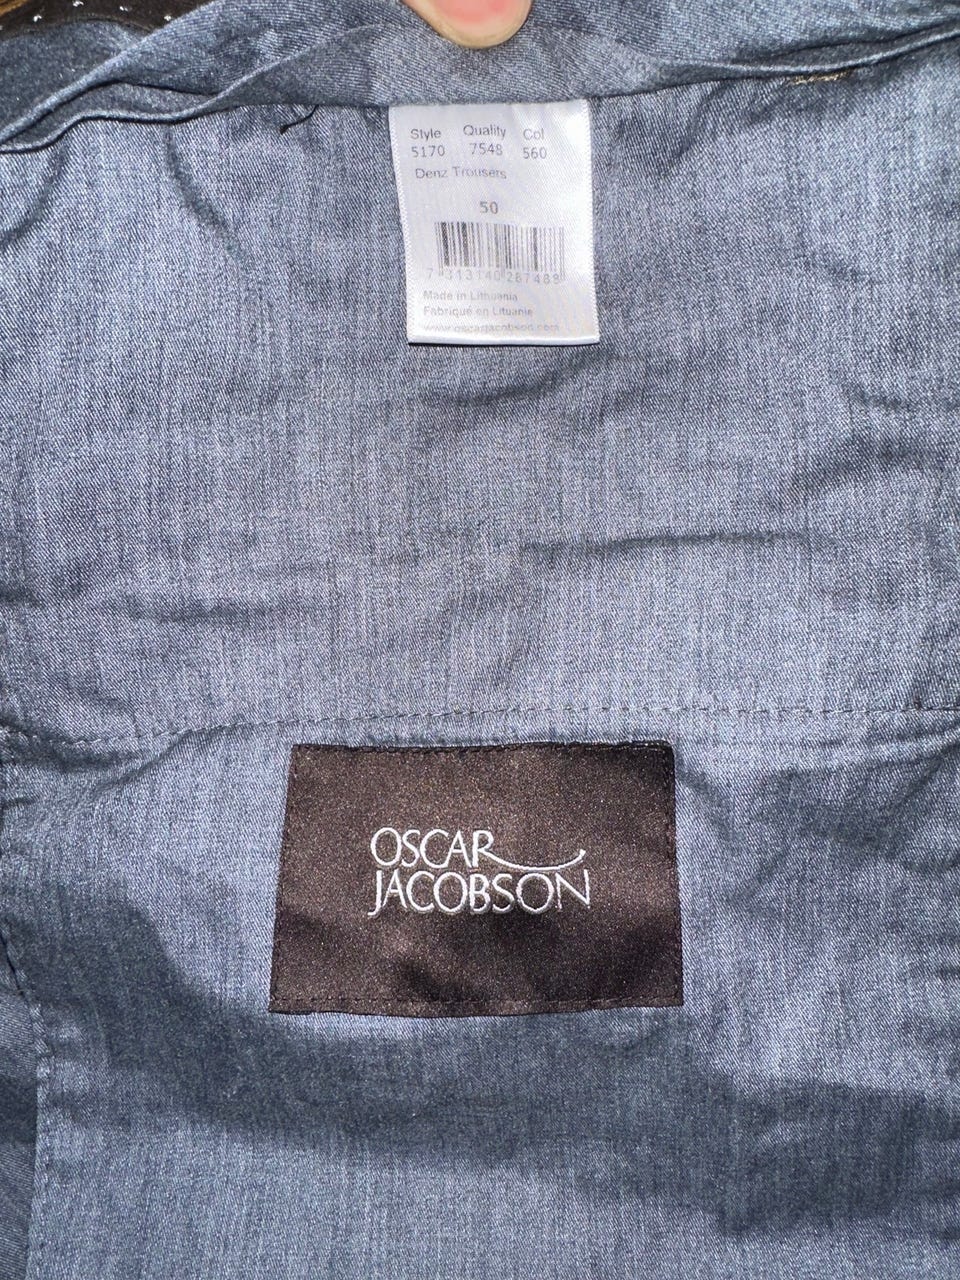 Style Quality Col
5170 7548 560
Denz Trousers
50
7 313140 287488
Made in Lithuania
Fabriqué en Lituanie
www.oscarjacobson.com
OSCAR
JACOBSON